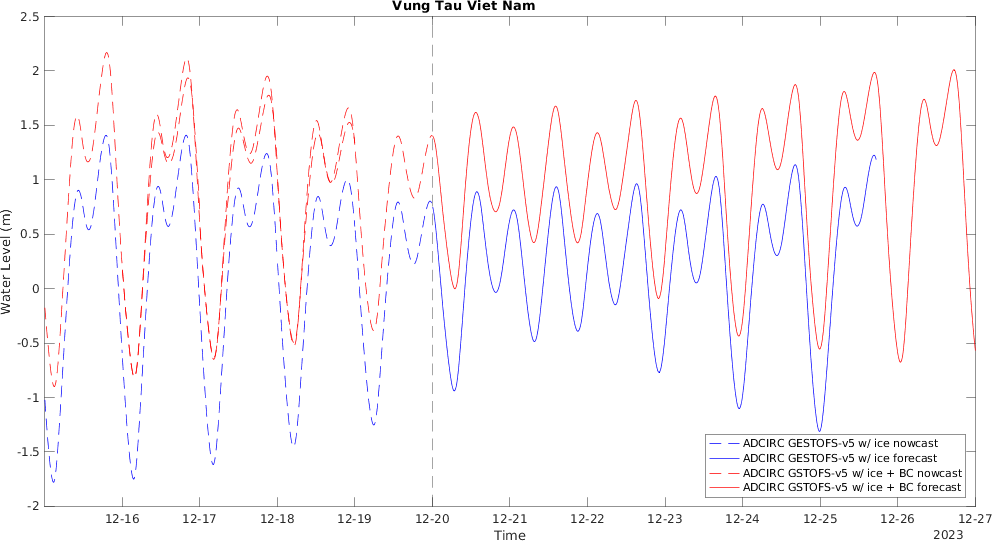 Vung Tau Viet Nam
2.5
2
1.5
1
0.5
0
-0.5
-1
-1.5
-2
Water Level (m)
ADCIRC GESTOFS-v5 w/ ice nowcast
ADCIRC GESTOFS-v5 w/ ice forecast
ADCIRC GSTOFS-v5 w/ ice + BC nowcast
ADCIRC GSTOFS-v5 w/ ice + BC forecast
12-16 12-17 12-18 12-19 12-20 12-21 12-22 12-23 12-24 12-25 12-26 12-27
Time
2023